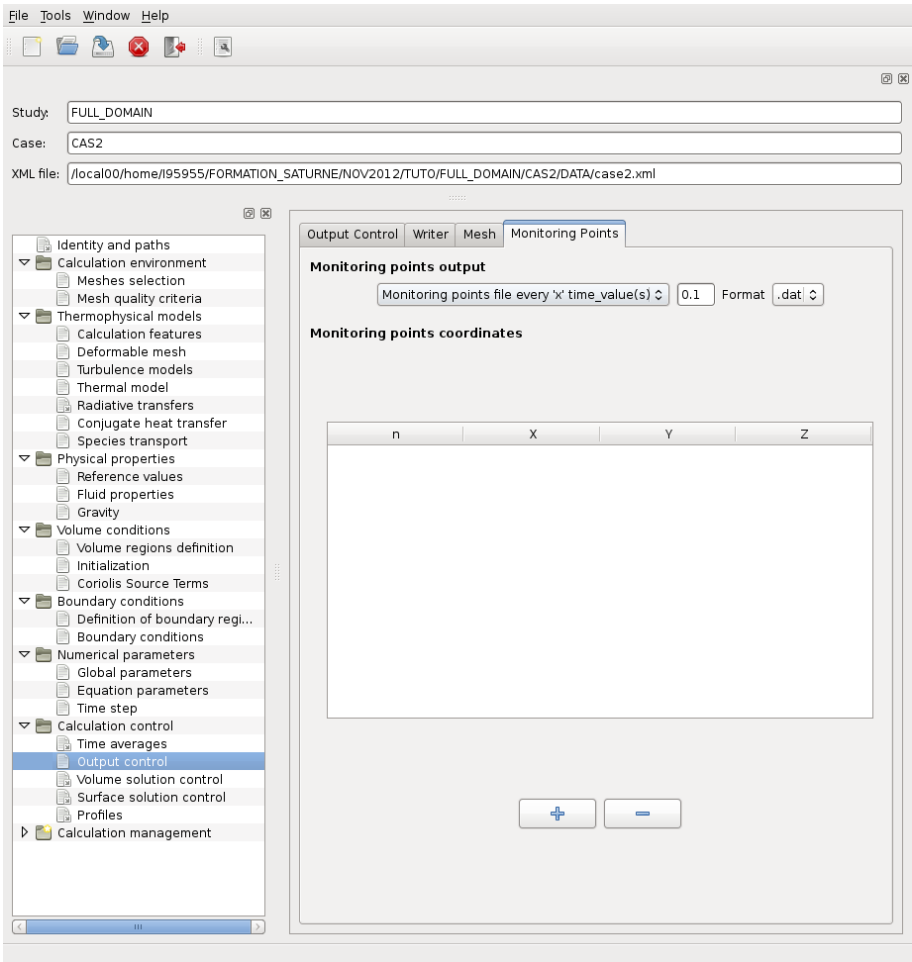 File Tools Window Help
Study: FULL_DOMAIN
Case: CAS2
XML file: /local00/home/I95955/FORMATION_SATURNE/NOV2012/TUTO/FULL_DOMAIN/CAS2/DATA/case2.xml
Identity and paths
Calculation environment
Meshes selection
Mesh quality criteria
Thermophysical models
Calculation features
Deformable mesh
Turbulence models
Thermal model
Radiative transfers
Conjugate heat transfer
Species transport
Physical properties
Reference values
Fluid properties
Gravity
Volume conditions
Volume regions definition
Initialization
Coriolis Source Terms
Boundary conditions
Definition of boundary regi...
Boundary conditions
Numerical parameters
Global parameters
Equation parameters
Time step
Calculation control
Time averages
Output control
Volume solution control
Surface solution control
Profiles
Calculation management
Output Control Writer Mesh Monitoring Points
Monitoring points output
Monitoring points file every 'x' time_value(s) 0.1 Format .dat
Monitoring points coordinates
n X Y Z